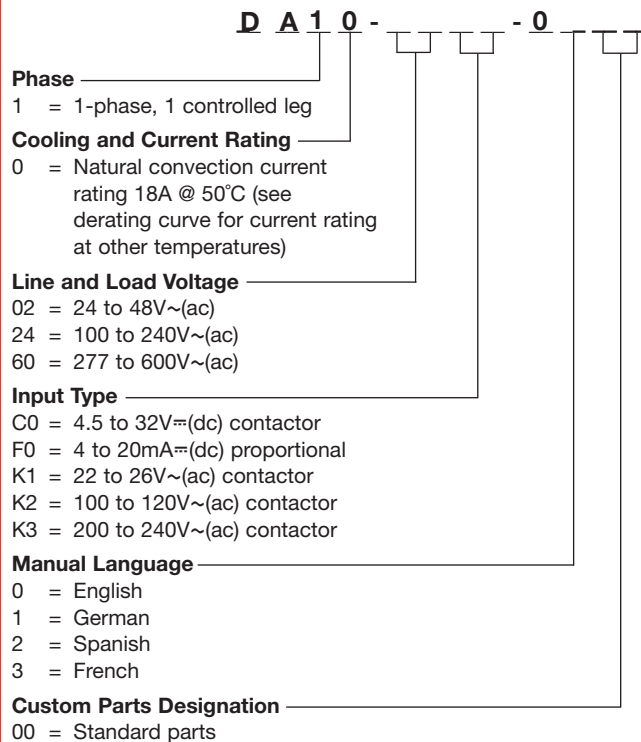 D A 1 0 - - 0
Phase
1 = 1-phase, 1 controlled leg
Cooling and Current Rating
0 = Natural convection current
rating 18A @ 50˚C (see
derating curve for current rating
at other temperatures)
Line and Load Voltage
02 = 24 to 48V~(ac)
24 = 100 to 240V~(ac)
60 = 277 to 600V~(ac)
Input Type
C0 = 4.5 to 32V⎓(dc) contactor
F0 = 4 to 20mA⎓(dc) proportional
K1 = 22 to 26V~(ac) contactor
K2 = 100 to 120V~(ac) contactor
K3 = 200 to 240V~(ac) contactor
Manual Language
0 = English
1 = German
2 = Spanish
3 = French
Custom Parts Designation
00 = Standard parts